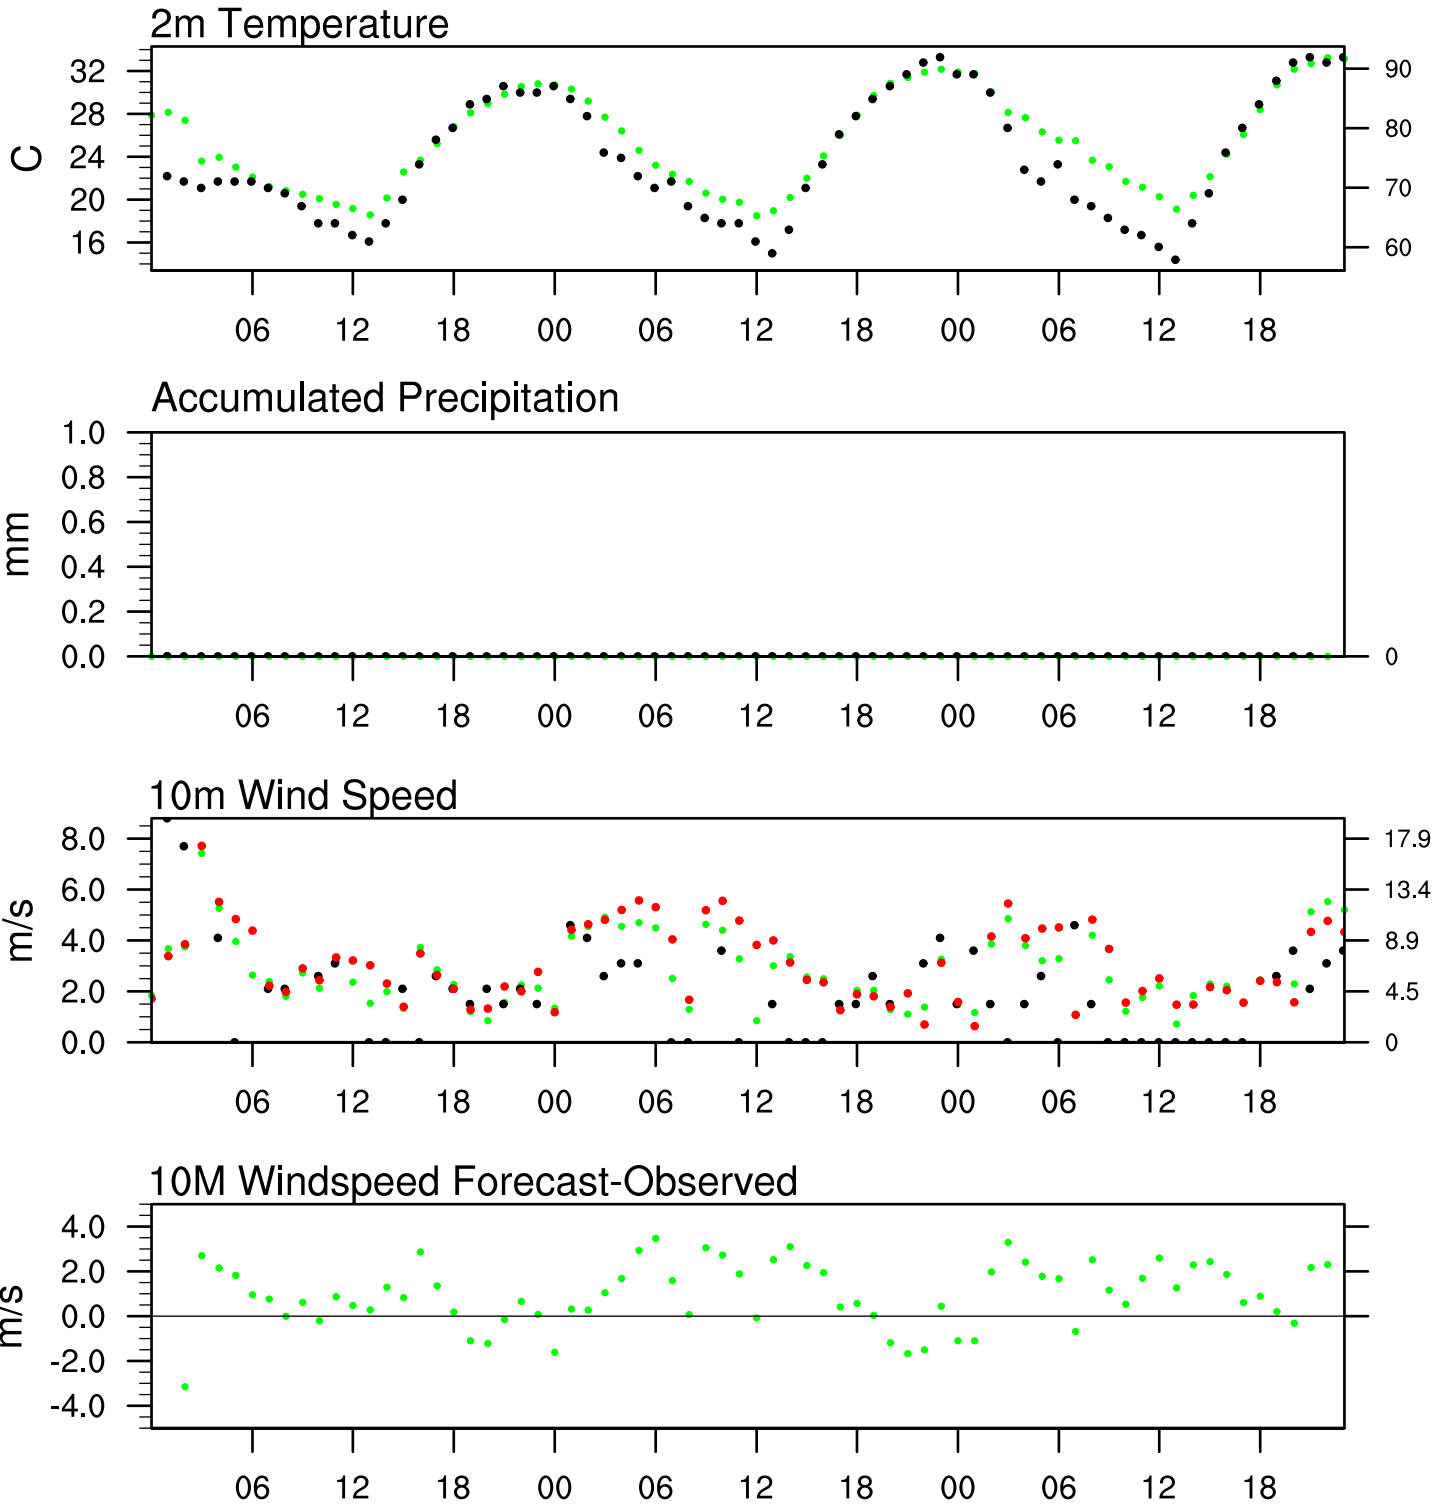 2m Temperature
C
32
28
24
20
16
90
80
70
60
06 12 18 00 06 12 18 00 06 12 18
Accumulated Precipitation
mm
1.0
0.8
0.6
0.4
0.2
0.0
0
06 12 18 00 06 12 18 00 06 12 18
10m Wind Speed
m/s
8.0
6.0
4.0
2.0
0.0
17.9
13.4
8.9
4.5
0
06 12 18 00 06 12 18 00 06 12 18
10M Windspeed Forecast-Observed
m/s
4.0
2.0
0.0
-2.0
-4.0
06 12 18 00 06 12 18 00 06 12 18